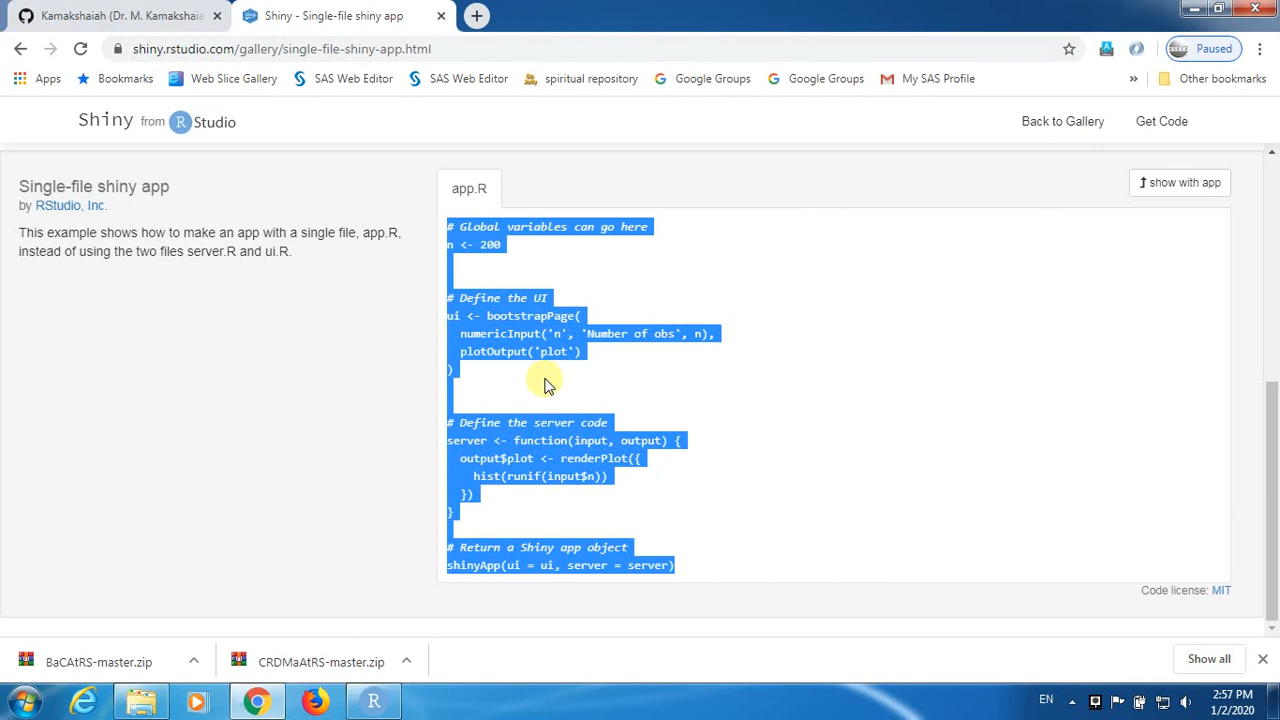 Kamakshaiah (Dr. M. Kamakshaia
Shiny - Single-file shiny app
shiny.rstudio.com/gallery/single-file-shiny-app.html
Paused
Apps
Bookmarks
Web Slice Gallery
SAS Web Editor
SAS Web Editor
spiritual repository
Google Groups
Google Groups
My SAS Profile
»
Other bookmarks
Shiny from R Studio
Back to Gallery
Get Code
Single-file shiny app
by RStudio, Inc.
This example shows how to make an app with a single file, app.R,
instead of using the two files server.R and ui.R.
app.R
show with app
# Global variables can go here
n <- 200
# Define the UI
ui <- bootstrapPage(
numericInput('n', 'Number of obs', n),
plotOutput('plot')
)
# Define the server code
server <- function(input, output) {
output$plot <- renderPlot({
hist(runif(input$n))
})
}
# Return a Shiny app object
shinyApp(ui = ui, server = server)
Code license: MIT
BaCAtRS-master.zip
CRDMaAtRS-master.zip
Show all
R
EN
2:57 PM
1/2/2020